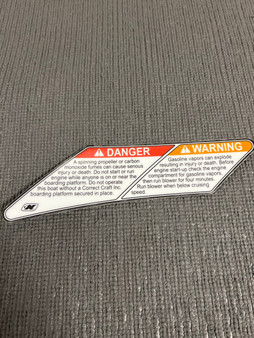 DANGER
A spinning propeller or carbon
monoxide fumes can cause serious
injury or death. Do not start or run
engine while anyone is on or near the
boarding platform. Do not operate
this boat without a Correct Craft Inc.
boarding platform secured in place.
WARNING
Gasoline vapors can explode
resulting in injury or death. Before
engine start-up check the engine
compartment for gasoline vapors,
then run blower for four minutes.
Run blower when below cruising
speed.